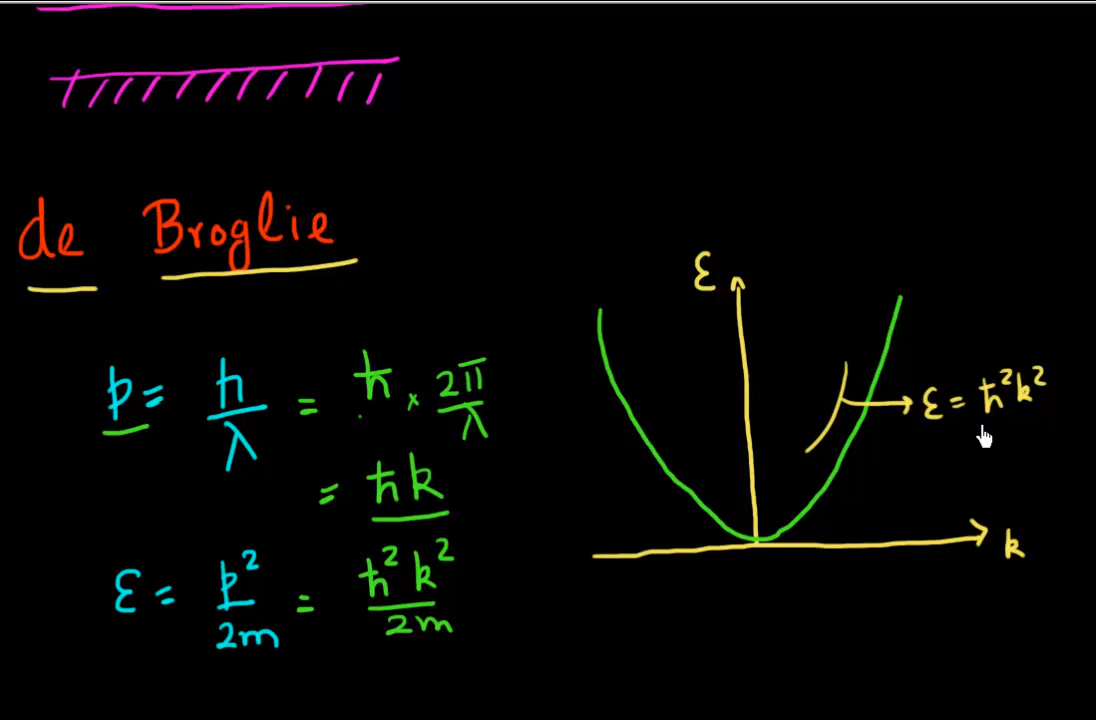 de Broglie
p = h/λ = ħ × 2π/λ
= ħk
ε = p²/2m = ħ²k²/2m
ε
ε = ħ²k²
k